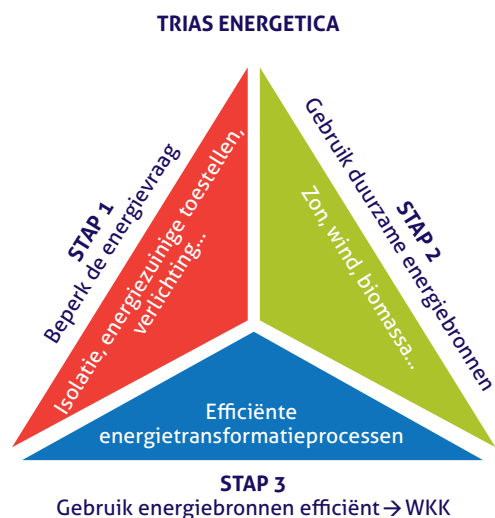 TRIAS ENERGETICA
STAP 1
Beperk de energievraag
Isolatie, energiezuinige toestellen,
verlichting...
STAP 2
Gebruik duurzame energiebronnen
Zon, wind, biomassa...
Efficiënte
energietransformatieprocessen
STAP 3
Gebruik energiebronnen efficiënt → WKK